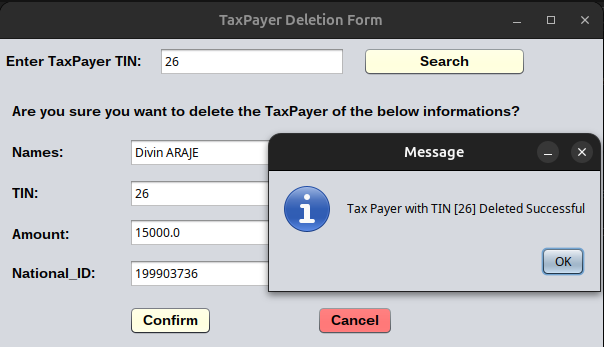 TaxPayer Deletion Form
Enter TaxPayer TIN: 26 Search
Are you sure you want to delete the TaxPayer of the below informations?
Names: Divin ARAJE
TIN: 26
Amount: 15000.0
National_ID: 199903736
Confirm Cancel
Message
Tax Payer with TIN [26] Deleted Successful
OK